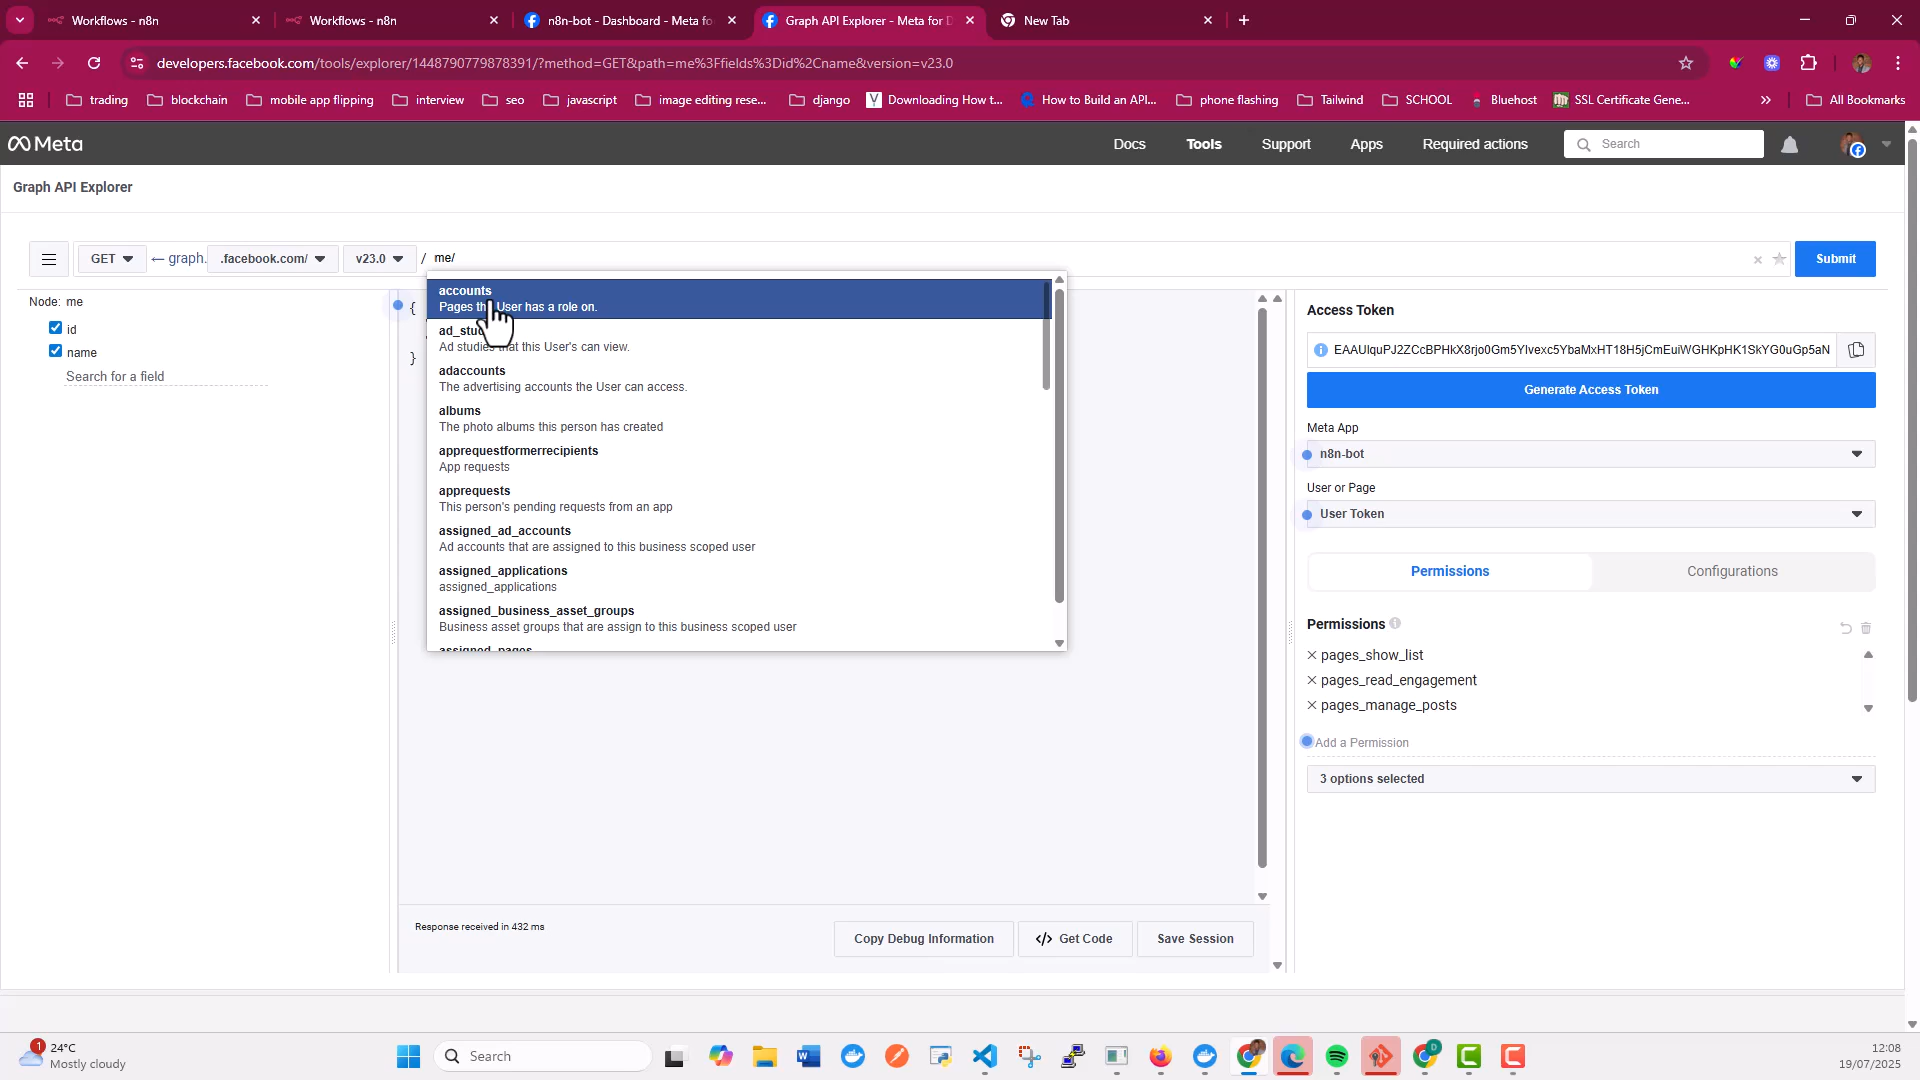 Workflows - n8n
Workflows - n8n
n8n-bot - Dashboard - Meta fo
Graph API Explorer - Meta for D
New Tab
developers.facebook.com/tools/explorer/1448790779878391/?method=GET&path=me%3Ffields%3Did%2Cname&version=v23.0
trading
blockchain
mobile app flipping
interview
seo
javascript
image editing rese...
django
Downloading How t...
How to Build an API...
phone flashing
Tailwind
SCHOOL
Bluehost
SSL Certificate Gene...
All Bookmarks
Meta
Docs
Tools
Support
Apps
Required actions
Search
Graph API Explorer
GET
graph.
.facebook.com/
v23.0
/
me/
Submit
Node: me
id
name
Search for a field
{
}
accounts
Pages th User has a role on.
ad_stu
Ad studies that this User's can view.
adaccounts
The advertising accounts the User can access.
albums
The photo albums this person has created
apprequestformerrecipients
App requests
apprequests
This person's pending requests from an app
assigned_ad_accounts
Ad accounts that are assigned to this business scoped user
assigned_applications
assigned_applications
assigned_business_asset_groups
Business asset groups that are assign to this business scoped user
assigned_pages
Access Token
EAAUlquPJ2ZCcBPHkX8rjo0Gm5YIvexc5YbaMxHT18H5jCmEuiWGHKpHK1SkYG0uGp5aN
Generate Access Token
Meta App
n8n-bot
User or Page
User Token
Permissions
Configurations
Permissions
pages_show_list
pages_read_engagement
pages_manage_posts
Add a Permission
3 options selected
Response received in 432 ms
Copy Debug Information
</> Get Code
Save Session
1
24°C
Mostly cloudy
Search
12:08
19/07/2025